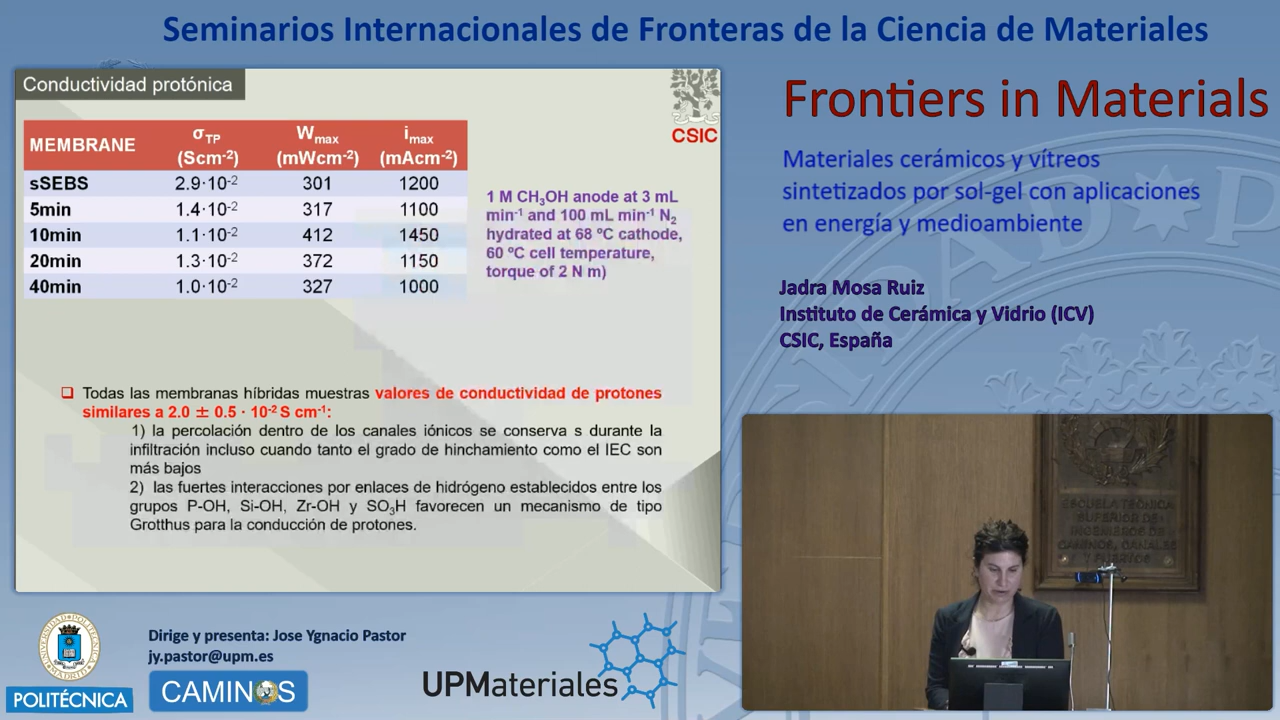 Seminarios Internacionales de Fronteras de la Ciencia de Materiales
Conductividad protónica
CSIC
MEMBRANE σTP (Scm-2) Wmax (mWcm-2) imax (mAcm-2)
sSEBS 2.9·10-2 301 1200
5min 1.4·10-2 317 1100
10min 1.1·10-2 412 1450
20min 1.3·10-2 372 1150
40min 1.0·10-2 327 1000
1 M CH3OH anode at 3 mL
min-1 and 100 mL min-1 N2
hydrated at 68 ºC cathode,
60 ºC cell temperature,
torque of 2 N m)
Todas las membranas híbridas muestras valores de conductividad de protones
similares a 2.0 ± 0.5 · 10-2 S cm-1:
1) la percolación dentro de los canales iónicos se conserva s durante la
infiltración incluso cuando tanto el grado de hinchamiento como el IEC son
más bajos
2) las fuertes interacciones por enlaces de hidrógeno establecidos entre los
grupos P-OH, Si-OH, Zr-OH y SO3H favorecen un mecanismo de tipo
Grotthus para la conducción de protones.
Frontiers in Materials
Materiales cerámicos y vítreos
sintetizados por sol-gel con aplicaciones
en energía y medioambiente
Jadra Mosa Ruiz
Instituto de Cerámica y Vidrio (ICV)
CSIC, España
ESCUELA TECNICA
SUPERIOR DE
INGENIEROS DE
CAMINOS, CANALES
Y PUERTOS
Dirige y presenta: Jose Ygnacio Pastor
jy.pastor@upm.es
POLITÉCNICA
CAMINOS
UPMateriales